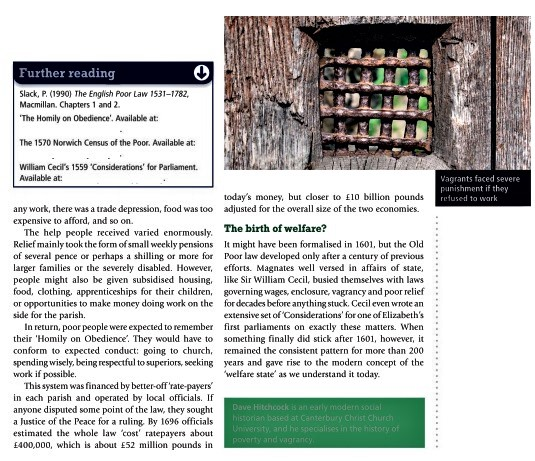 Further reading
Slack, P. (1990) The English Poor Law 1531–1782,
Macmillan. Chapters 1 and 2.
'The Homily on Obedience'. Available at:
The 1570 Norwich Census of the Poor. Available at:
William Cecil's 1559 'Considerations' for Parliament.
Available at:
any work, there was a trade depression, food was too
expensive to afford, and so on.
The help people received varied enormously.
Relief mainly took the form of small weekly pensions
of several pence or perhaps a shilling or more for
larger families or the severely disabled. However,
people might also be given subsidised housing,
food, clothing, apprenticeships for their children,
or opportunities to make money doing work on the
side for the parish.
In return, poor people were expected to remember
their 'Homily on Obedience'. They would have to
conform to expected conduct: going to church,
spending wisely, being respectful to superiors, seeking
work if possible.
This system was financed by better-off 'rate-payers'
in each parish and operated by local officials. If
anyone disputed some point of the law, they sought
a Justice of the Peace for a ruling. By 1696 officials
estimated the whole law 'cost' ratepayers about
£400,000, which is about £52 million pounds in
Vagrants faced severe
punishment if they
refused to work
today's money, but closer to £10 billion pounds
adjusted for the overall size of the two economies.
The birth of welfare?
It might have been formalised in 1601, but the Old
Poor law developed only after a century of previous
efforts. Magnates well versed in affairs of state,
like Sir William Cecil, busied themselves with laws
governing wages, enclosure, vagrancy and poor relief
for decades before anything stuck. Cecil even wrote an
extensive set of 'Considerations' for one of Elizabeth's
first parliaments on exactly these matters. When
something finally did stick after 1601, however, it
remained the consistent pattern for more than 200
years and gave rise to the modern concept of the
'welfare state' as we understand it today.
Dave Hitchcock is an early modern social
historian based at Canterbury Christ Church
University, and he specialises in the history of
poverty and vagrancy.